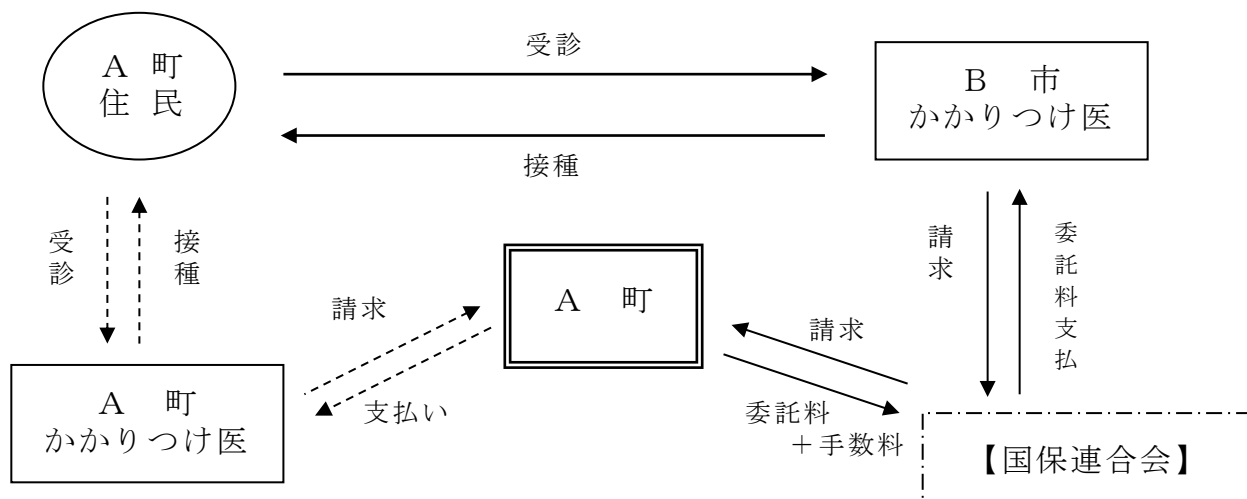 A 町
住 民
受診
接種
B 市
かかりつけ医
受診
接種
請求
委託料支払
A 町
請求
支払い
請求
委託料
＋手数料
A 町
かかりつけ医
【国保連合会】